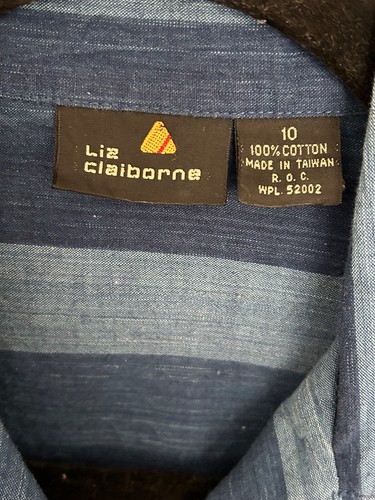 Liz
claiborne
10
100% COTTON
MADE IN TAIWAN
R. O. C.
WPL. 52002